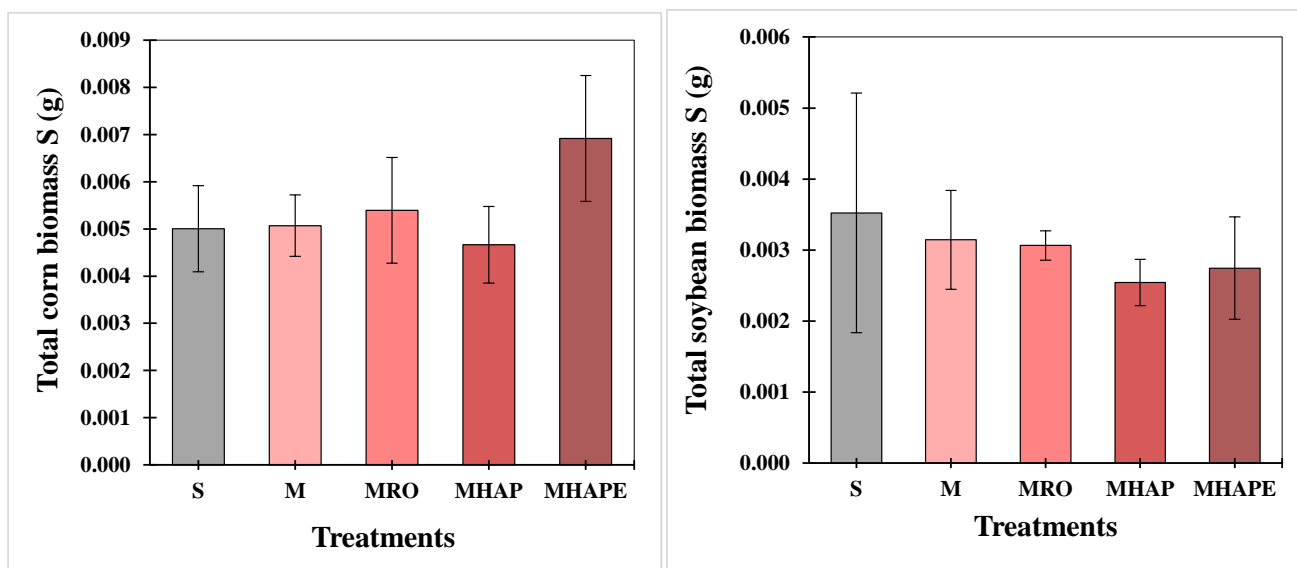 Total corn biomass S (g)
0.009
0.008
0.007
0.006
0.005
0.004
0.003
0.002
0.001
0.000
S M MRO MHAP MHAPE
Treatments
Total soybean biomass S (g)
0.006
0.005
0.004
0.003
0.002
0.001
0.000
S M MRO MHAP MHAPE
Treatments